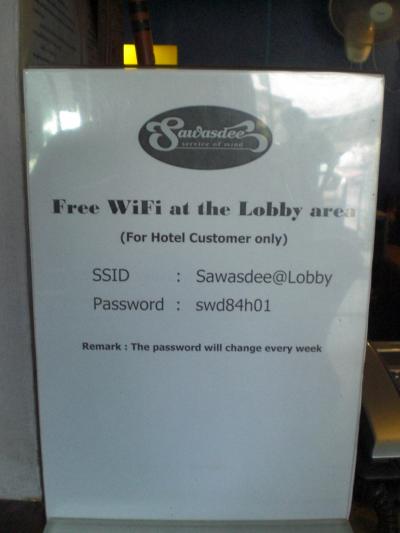 Sawasdee
service of mind
Free WiFi at the Lobby area
(For Hotel Customer only)
SSID : Sawasdee@Lobby
Password : swd84h01
Remark : The password will change every week